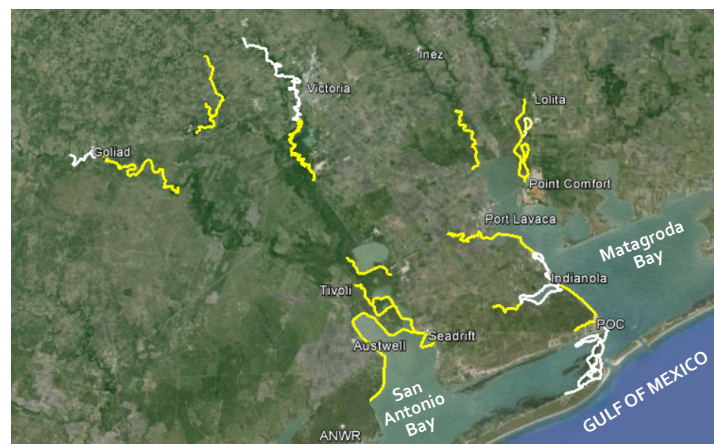 Inez
Victoria
Lolita
Goliad
Point Comfort
Port Lavaca
Matagroda
Bay
Indianola
Tivoli
POC
Seadrift
Austwell
San
Antonio
Bay
GULF OF MEXICO
ANWR